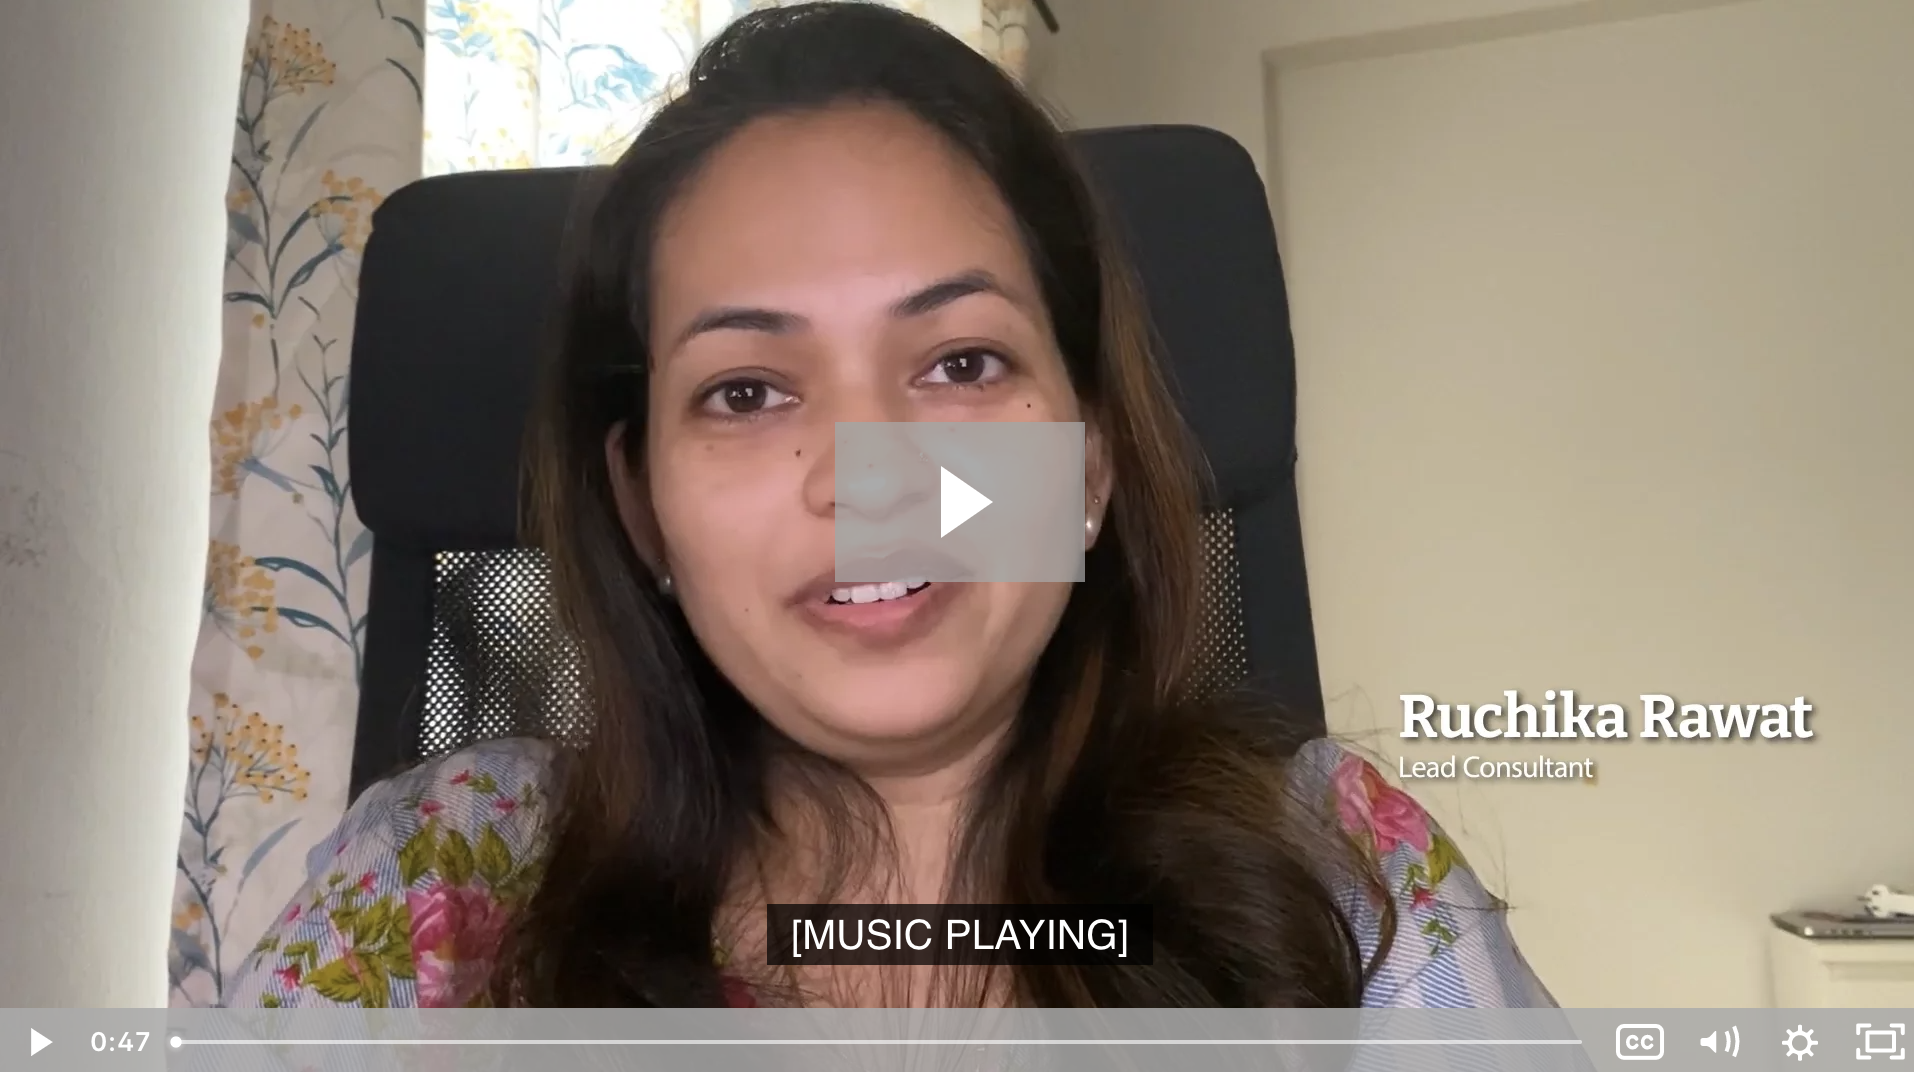 Ruchika Rawat
Lead Consultant
[MUSIC PLAYING]
0:47
CC